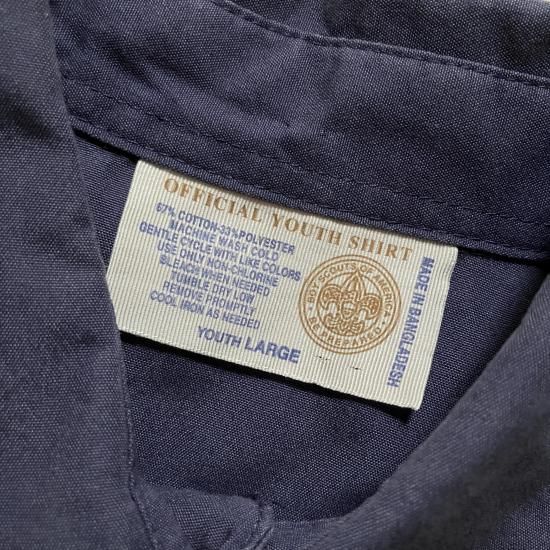 OFFICIAL YOUTH SHIRT
67% COTTON-33% POLYESTER
MACHINE WASH COLD
GENTLE CYCLE WITH LIKE COLORS
USE ONLY NON-CHLORINE
BLEACH WHEN NEEDED
TUMBLE DRY LOW
REMOVE PROMPTLY
COOL IRON AS NEEDED
YOUTH LARGE
BOY SCOUTS OF AMERICA
BE PREPARED
MADE IN BANGLADESH